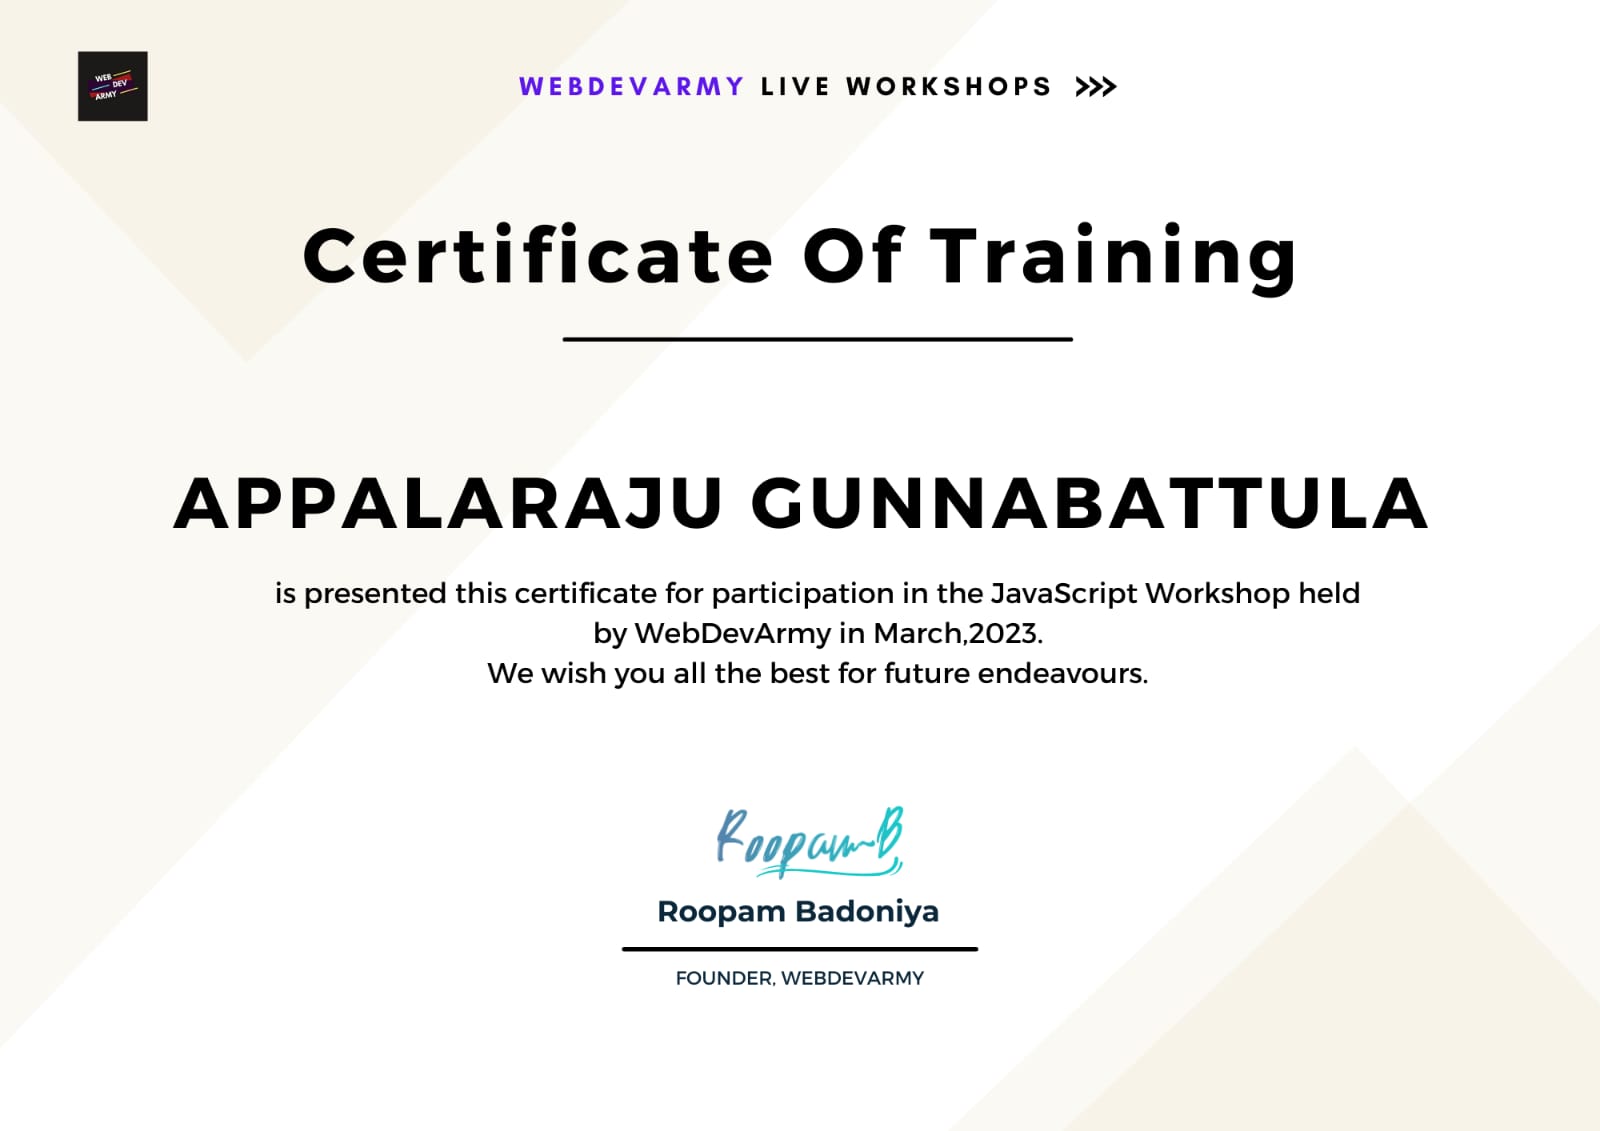 WEB
DEV
ARMY
WEBDEVARMY LIVE WORKSHOPS >>>
Certificate Of Training
APPALARAJU GUNNABATTULA
is presented this certificate for participation in the JavaScript Workshop held
by WebDevArmy in March,2023.
We wish you all the best for future endeavours.
Roopam B
Roopam Badoniya
FOUNDER, WEBDEVARMY